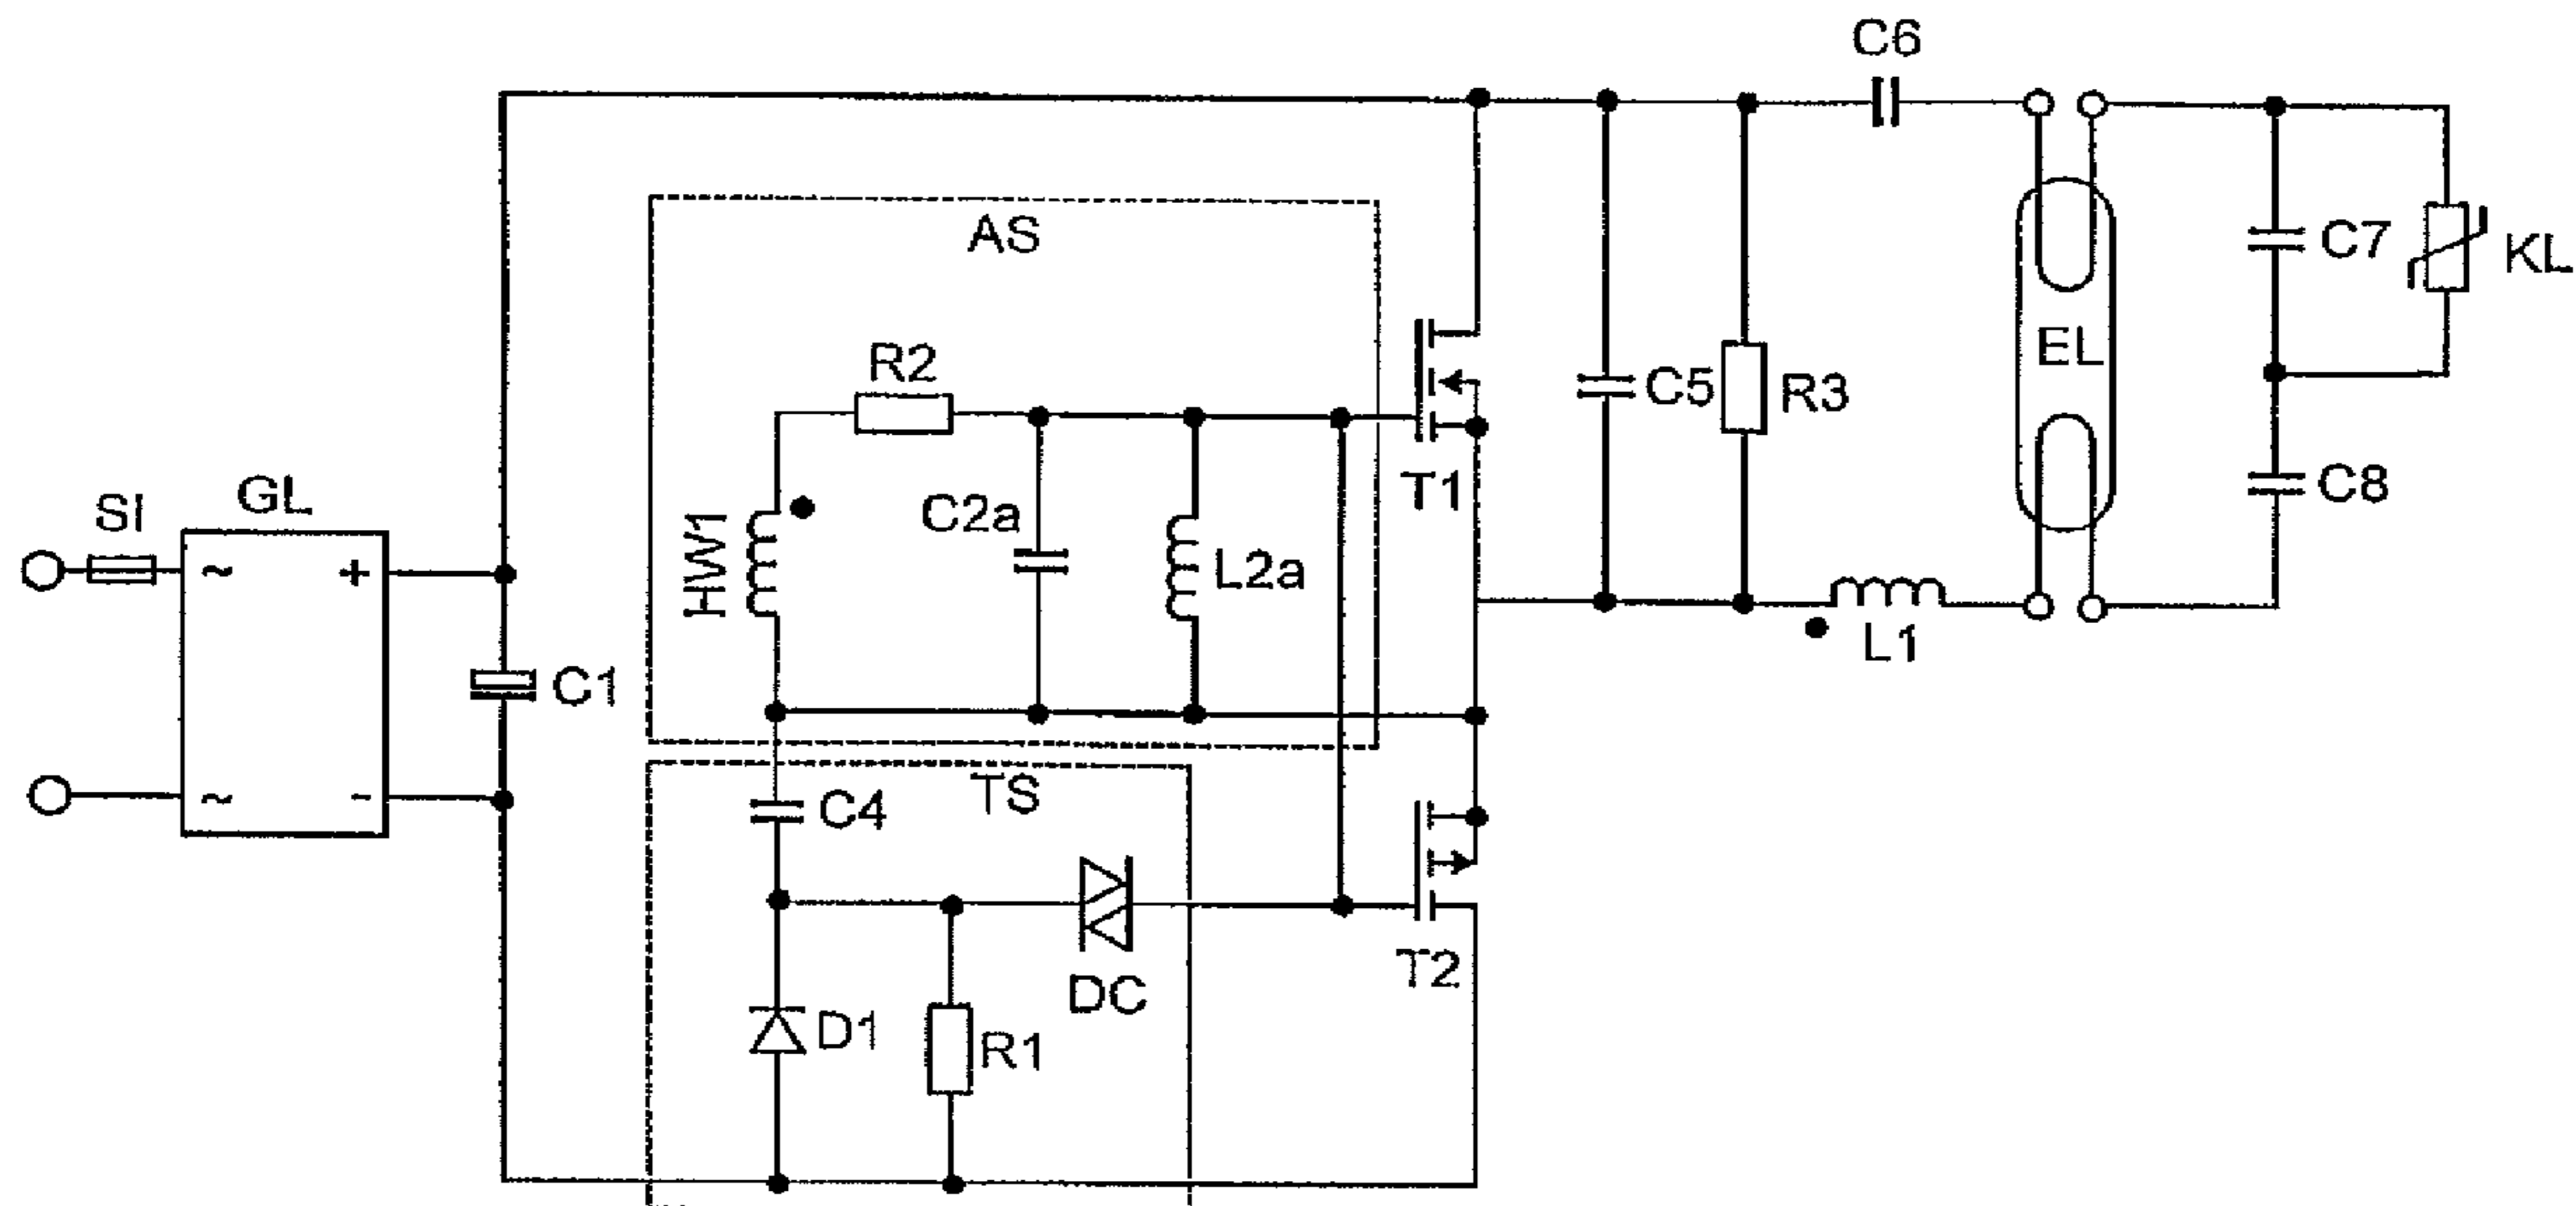 C6
AS
C7
KL
R2
C5
R3
EL
SI
GL
HW1
C2a
L2a
T1
C8
~ +
C1
L1
~ -
TS
C4
DC
T2
D1
R1